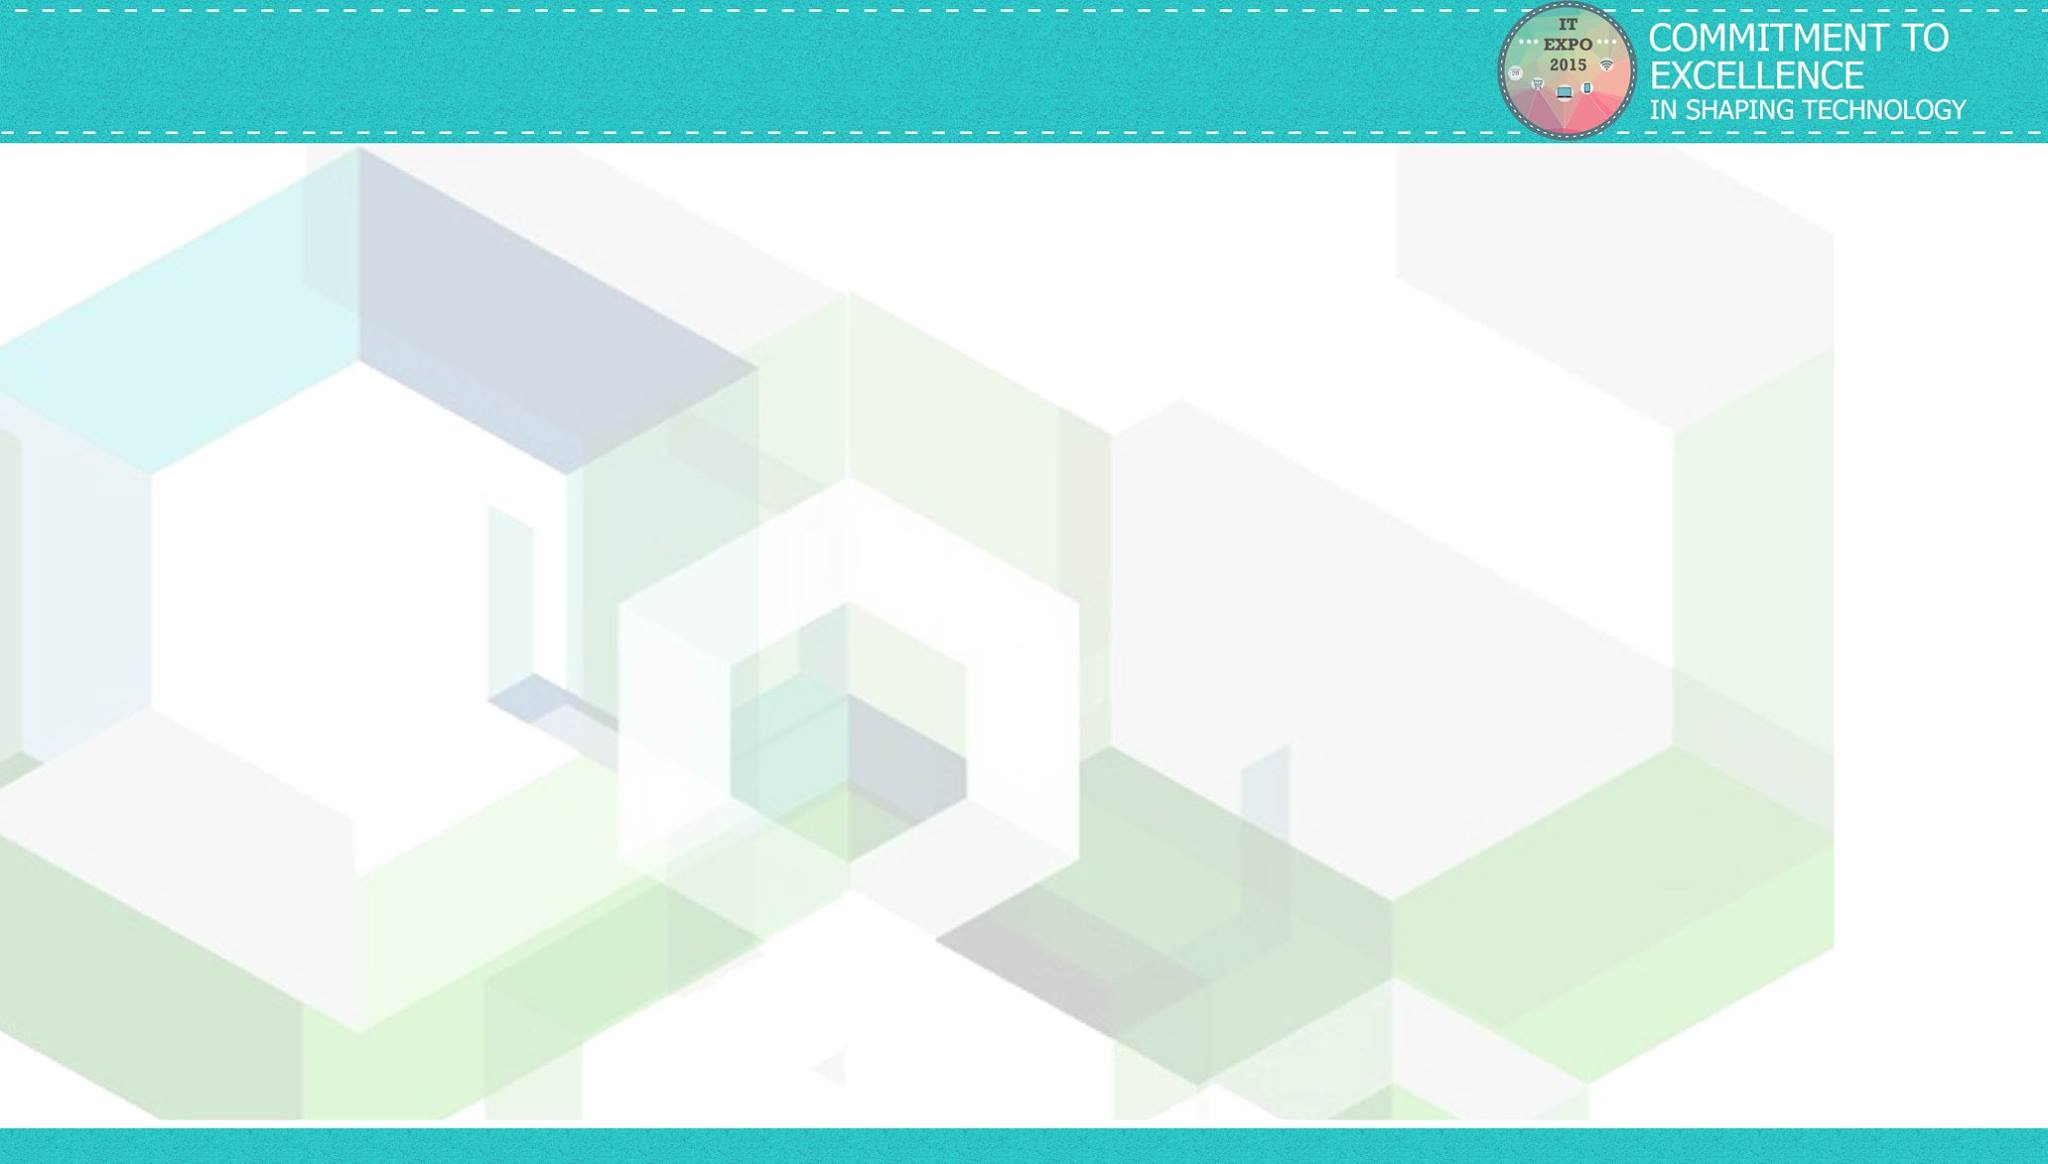 IT
EXPO
2015
COMMITMENT TO
EXCELLENCE
IN SHAPING TECHNOLOGY